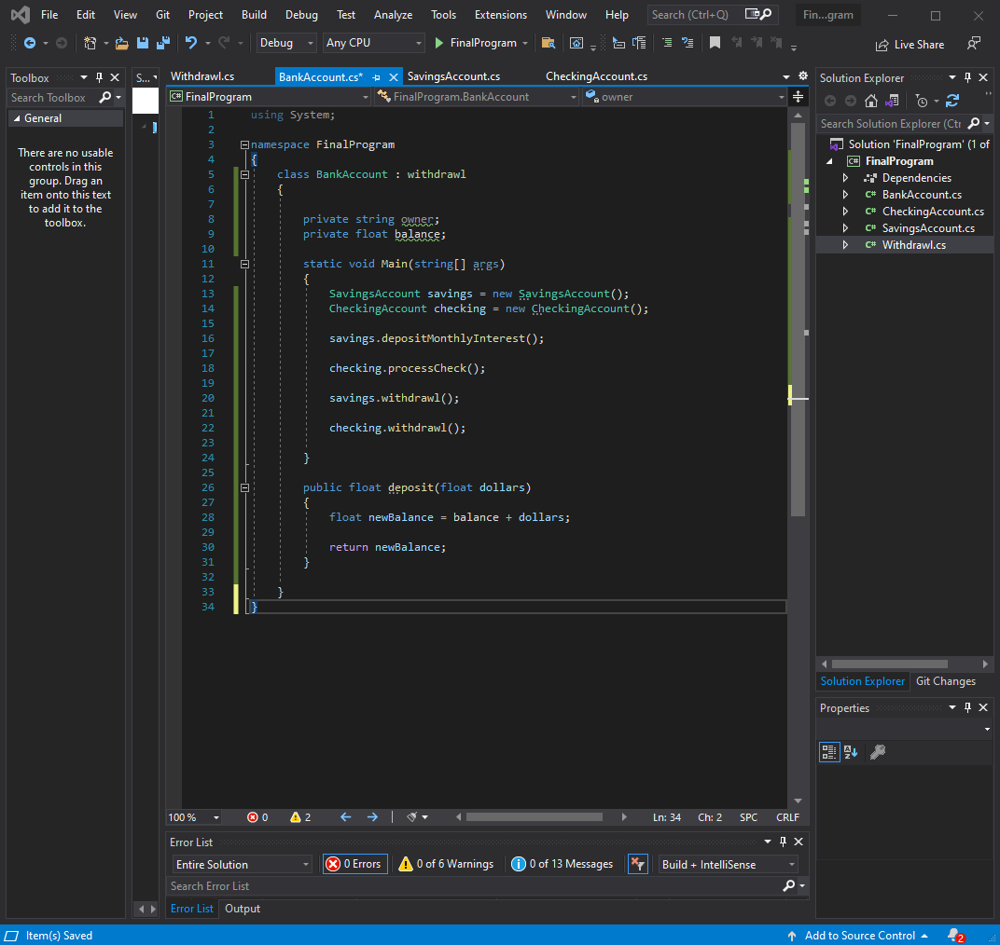 File Edit View Git Project Build Debug Test Analyze Tools Extensions Window Help Search (Ctrl+Q) Fin...gram
Debug Any CPU FinalProgram Live Share
Toolbox
Search Toolbox
General
There are no usable
controls in this
group. Drag an
item onto this text
to add it to the
toolbox.
S...
Withdrawl.cs BankAccount.cs* SavingsAccount.cs CheckingAccount.cs
C# FinalProgram FinalProgram.BankAccount owner
1 using System;
2
3 namespace FinalProgram
4 {
5 class BankAccount : withdrawl
6 {
7
8 private string owner;
9 private float balance;
10
11 static void Main(string[] args)
12 {
13 SavingsAccount savings = new SavingsAccount();
14 CheckingAccount checking = new CheckingAccount();
15
16 savings.depositMonthlyInterest();
17
18 checking.processCheck();
19
20 savings.withdrawl();
21
22 checking.withdrawl();
23
24 }
25
26 public float deposit(float dollars)
27 {
28 float newBalance = balance + dollars;
29
30 return newBalance;
31 }
32
33 }
34 }
100 % 0 2 Ln: 34 Ch: 2 SPC CRLF
Error List
Entire Solution 0 Errors 0 of 6 Warnings 0 of 13 Messages Build + IntelliSense
Search Error List
Error List Output
Solution Explorer
Search Solution Explorer (Ctr
Solution 'FinalProgram' (1 of
C# FinalProgram
Dependencies
C# BankAccount.cs
C# CheckingAccount.cs
C# SavingsAccount.cs
C# Withdrawl.cs
Solution Explorer Git Changes
Properties
Item(s) Saved Add to Source Control 2